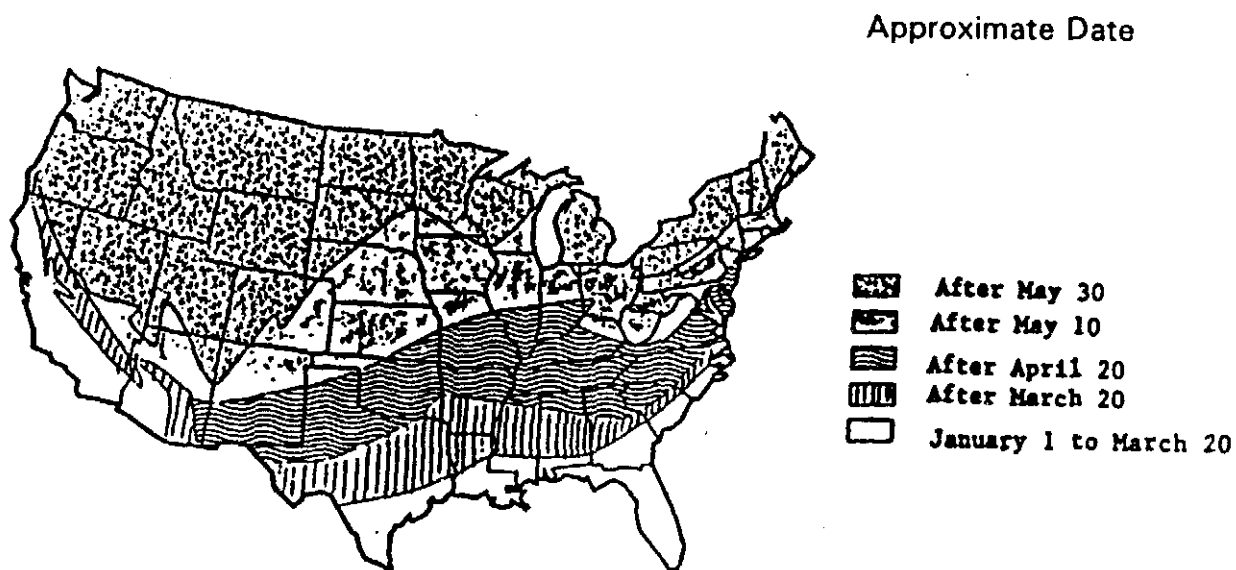 Approximate Date
After May 30
After May 10
After April 20
After March 20
January 1 to March 20